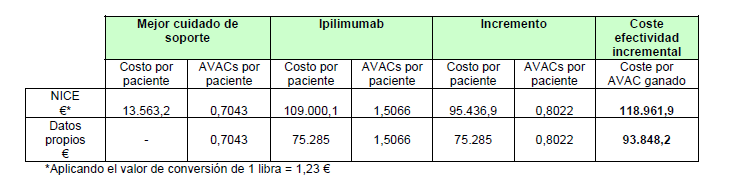 Mejor cuidado de soporte Ipilimumab Incremento Coste efectividad incremental
Costo por paciente AVACs por paciente Costo por paciente AVACs por paciente Costo por paciente AVACs por paciente Coste por AVAC ganado
NICE €* 13.563,2 0,7043 109.000,1 1,5066 95.436,9 0,8022 118.961,9
Datos propios € - 0,7043 75.285 1,5066 75.285 0,8022 93.848,2
*Aplicando el valor de conversión de 1 libra = 1,23 €